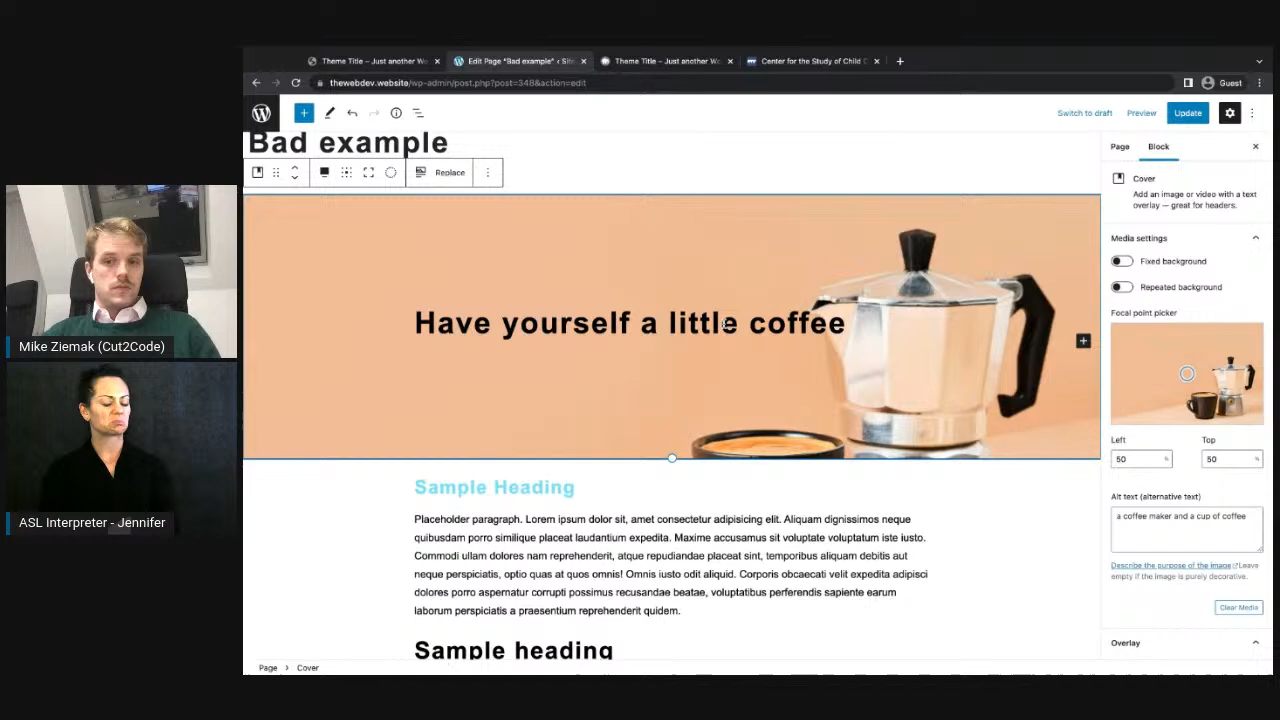 Theme Title – Just another Wo
Edit Page "Bad example" ‹ Site
Theme Title – Just another Wo
Center for the Study of Child C
thewebdev.website/wp-admin/post.php?post=348&action=edit
Guest
Switch to draft
Preview
Update
Bad example
Replace
Page
Block
Cover
Add an image or video with a text
overlay — great for headers.
Media settings
Fixed background
Repeated background
Focal point picker
Have yourself a little coffee
Left
Top
50 %
50 %
Alt text (alternative text)
a coffee maker and a cup of coffee
Describe the purpose of the image Leave
empty if the image is purely decorative.
Clear Media
Overlay
Sample Heading
Placeholder paragraph. Lorem ipsum dolor sit, amet consectetur adipisicing elit. Aliquam dignissimos neque
quibusdam porro similique placeat laudantium expedita. Maxime accusamus sit voluptate voluptatum iste iusto.
Commodi ullam dolores nam reprehenderit, atque repudiandae placeat sint, temporibus aliquam debitis aut
neque perspiciatis, optio quas at quos omnis! Omnis iusto odit aliquid. Corporis obcaecati velit expedita adipisci
dolores porro aspernatur corrupti possimus recusandae beatae, voluptatibus perferendis sapiente earum
laborum perspiciatis a praesentium reprehenderit quidem.
Sample heading
Page › Cover
Mike Ziemak (Cut2Code)
ASL Interpreter - Jennifer